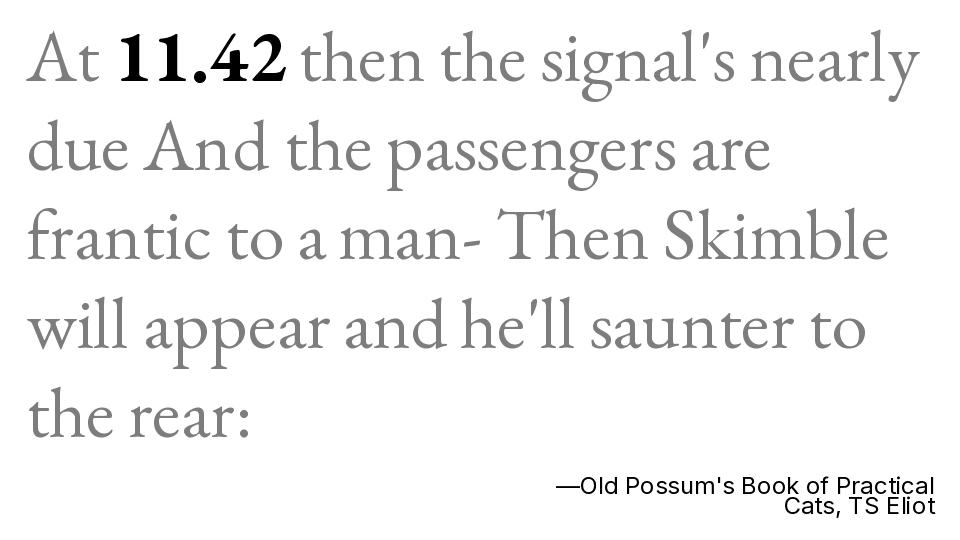 At 11.42 then the signal's nearly
due And the passengers are
frantic to a man- Then Skimble
will appear and he'll saunter to
the rear:
—Old Possum's Book of Practical
Cats, TS Eliot